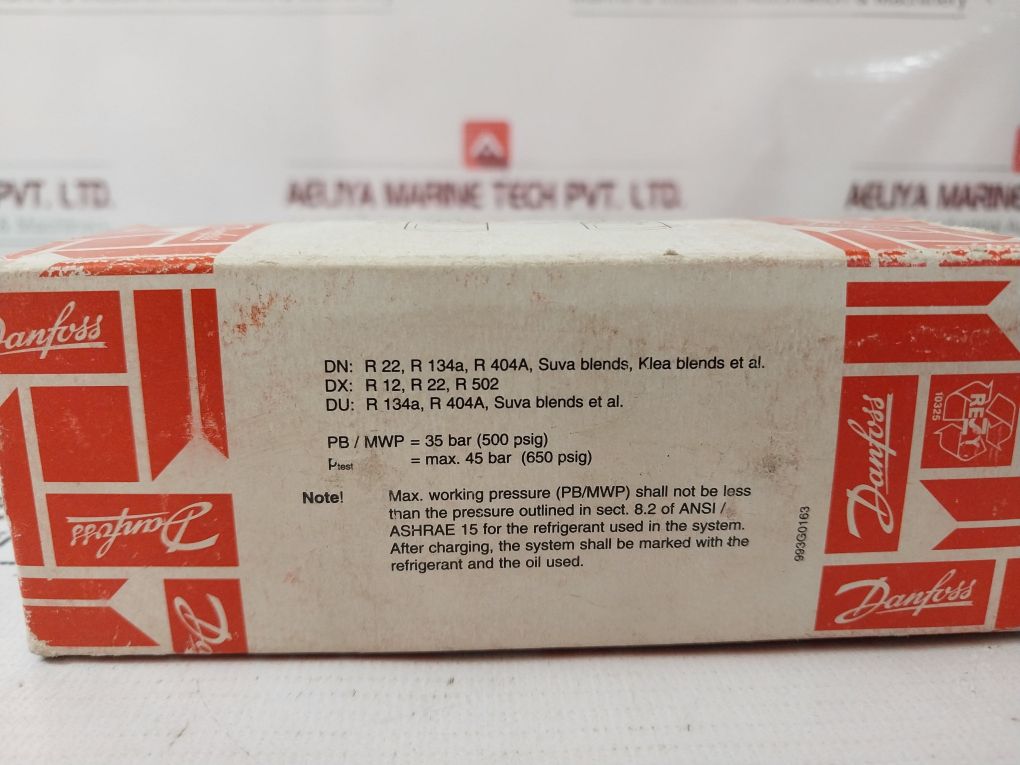 PVT. LTD.
AEUYA MARINE TECH PVT. LTD.
AEUYA MAR
Danfoss
DN: R 22, R 134a, R 404A, Suva blends, Klea blends et al.
DX: R 12, R 22, R 502
DU: R 134a, R 404A, Suva blends et al.
PB / MWP = 35 bar (500 psig)
Ptest = max. 45 bar (650 psig)
Note! Max. working pressure (PB/MWP) shall not be less
than the pressure outlined in sect. 8.2 of ANSI /
ASHRAE 15 for the refrigerant used in the system.
After charging, the system shall be marked with the
refrigerant and the oil used.
993G0163
Danfoss
Danfoss
RESY
10325
Danfoss